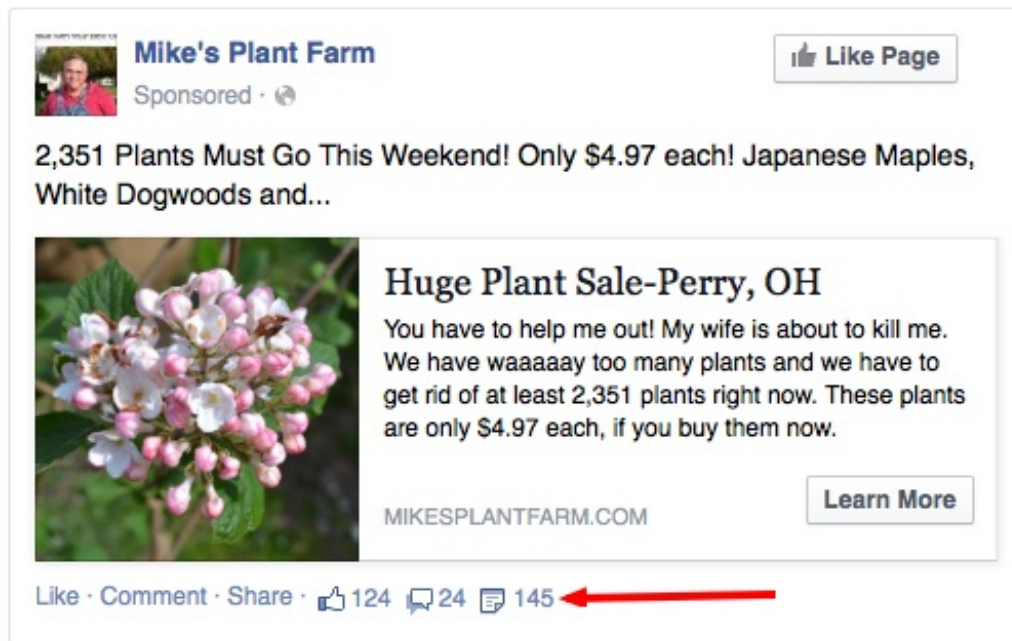 Mike's Plant Farm
Sponsored ·
Like Page
2,351 Plants Must Go This Weekend! Only $4.97 each! Japanese Maples,
White Dogwoods and...
Huge Plant Sale-Perry, OH
You have to help me out! My wife is about to kill me.
We have waaaaay too many plants and we have to
get rid of at least 2,351 plants right now. These plants
are only $4.97 each, if you buy them now.
MIKESPLANTFARM.COM
Learn More
Like · Comment · Share · 124 24 145